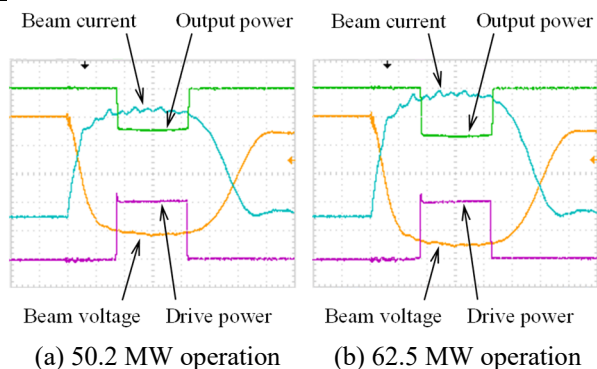 Beam current Output power Beam current Output power
Beam voltage Drive power Beam voltage Drive power
(a) 50.2 MW operation (b) 62.5 MW operation